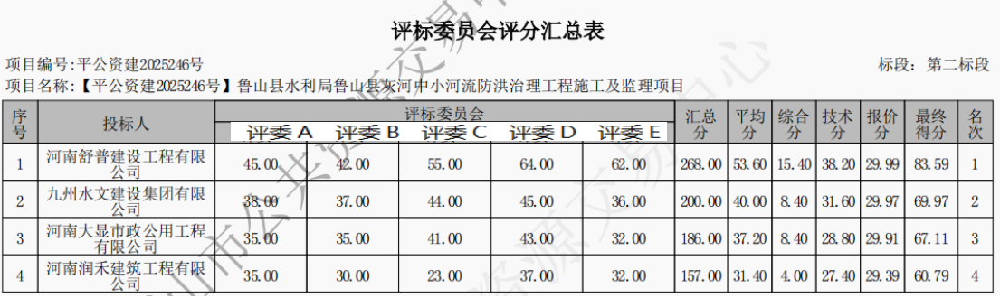 评标委员会评分汇总表
项目编号:平公资建2025246号 标段：第二标段
项目名称:【平公资建2025246号】鲁山县水利局鲁山县灰河中小河流防洪治理工程施工及监理项目
序号 投标人 评标委员会 汇总分 平均分 综合分 技术分 报价分 最终得分 名次
评委 A 评委 B 评委 C 评委 D 评委 E
1 河南舒普建设工程有限公司 45.00 42.00 55.00 64.00 62.00 268.00 53.60 15.40 38.20 29.99 83.59 1
2 九州水文建设集团有限公司 38.00 37.00 44.00 45.00 36.00 200.00 40.00 8.40 31.60 29.97 69.97 2
3 河南大显市政公用工程有限公司 35.00 35.00 41.00 43.00 32.00 186.00 37.20 8.40 28.80 29.91 67.11 3
4 河南润禾建筑工程有限公司 35.00 30.00 23.00 37.00 32.00 157.00 31.40 4.00 27.40 29.39 60.79 4